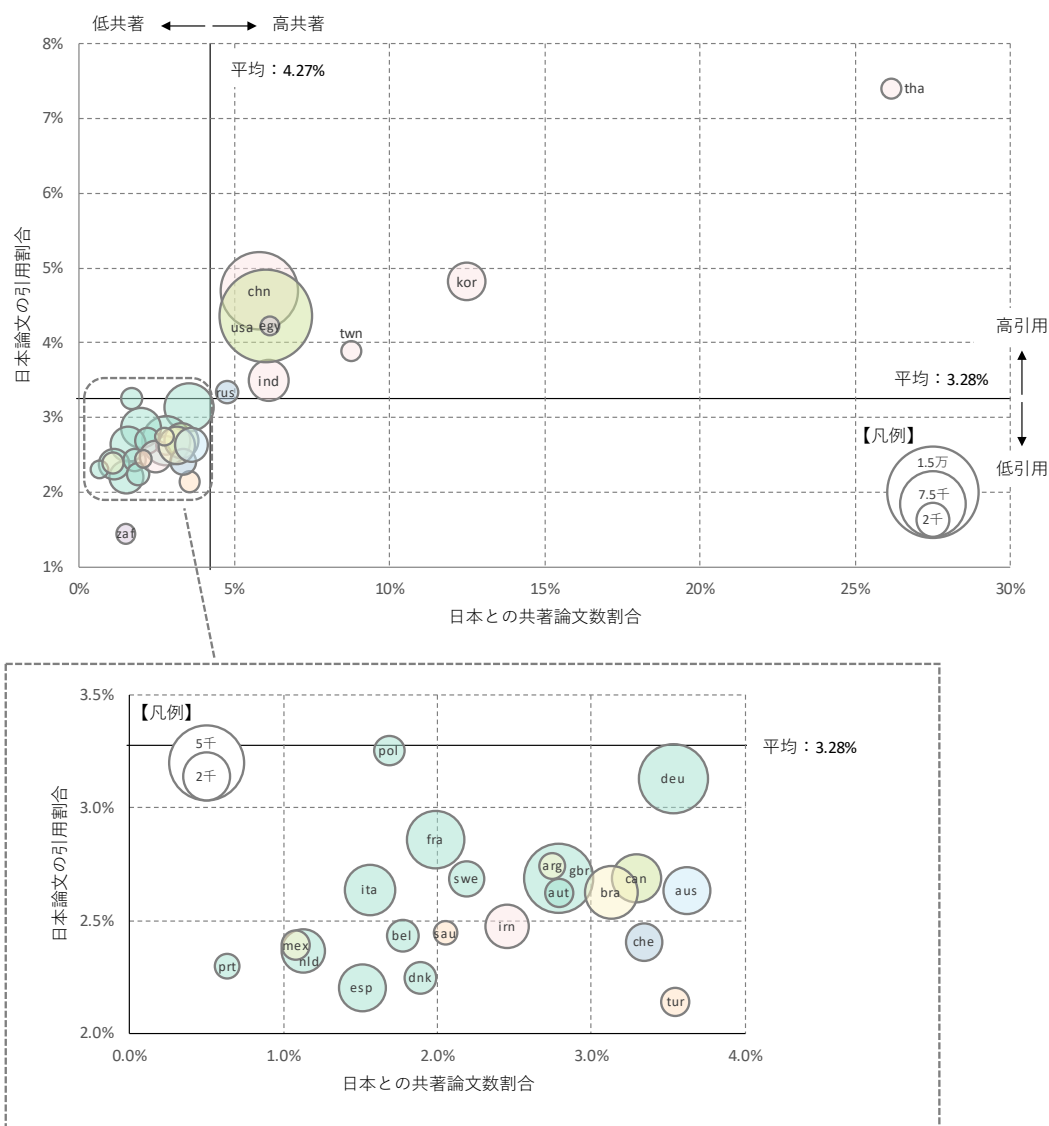 低共著 高共著
8%
平均：4.27%
tha
7%
6%
日本論文の引用割合
5%
chn
kor
usa egy
twn
高引用
4%
ind
rus
平均：3.28%
3%
【凡例】
1.5万
7.5千
2千
低引用
2%
zaf
1%
0% 5% 10% 15% 20% 25% 30%
日本との共著論文数割合
3.5%
【凡例】
5千
2千
pol
平均：3.28%
deu
3.0%
日本論文の引用割合
fra
swe
arg
gbr
aut
can
bra
aus
ita
2.5%
irn
bel
sau
che
mex
nld
prt
dnk
esp
tur
2.0%
0.0% 1.0% 2.0% 3.0% 4.0%
日本との共著論文数割合